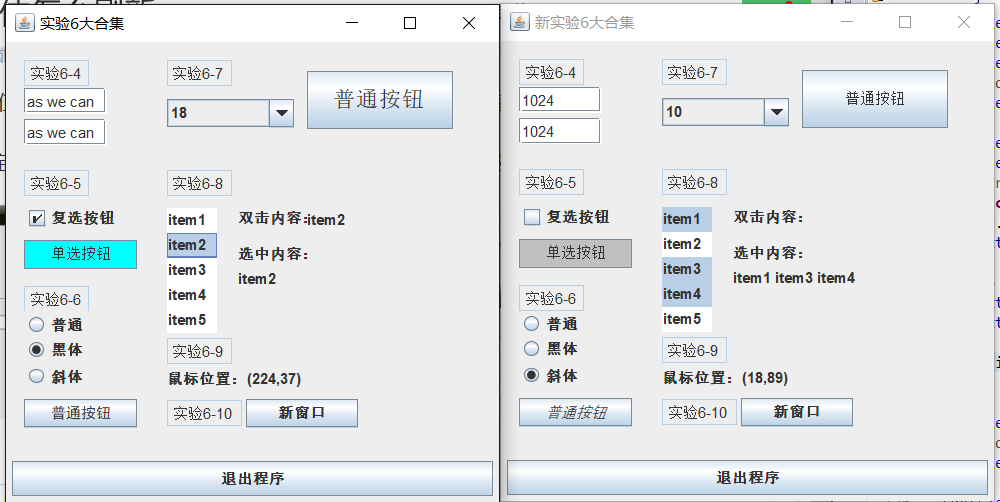 实验6大合集
实验6-4
实验6-7
as we can
18
普通按钮
as we can
实验6-5
实验6-8
复选按钮
item1
双击内容:item2
单选按钮
item2
选中内容:
item3
item2
item4
实验6-6
item5
普通
黑体
实验6-9
斜体
鼠标位置：(224,37)
普通按钮
实验6-10
新窗口
退出程序
新实验6大合集
实验6-4
实验6-7
1024
10
普通按钮
1024
实验6-5
实验6-8
复选按钮
item1
双击内容:
单选按钮
item2
选中内容:
item3
item1 item3 item4
item4
实验6-6
item5
普通
黑体
实验6-9
斜体
鼠标位置：(18,89)
普通按钮
实验6-10
新窗口
退出程序